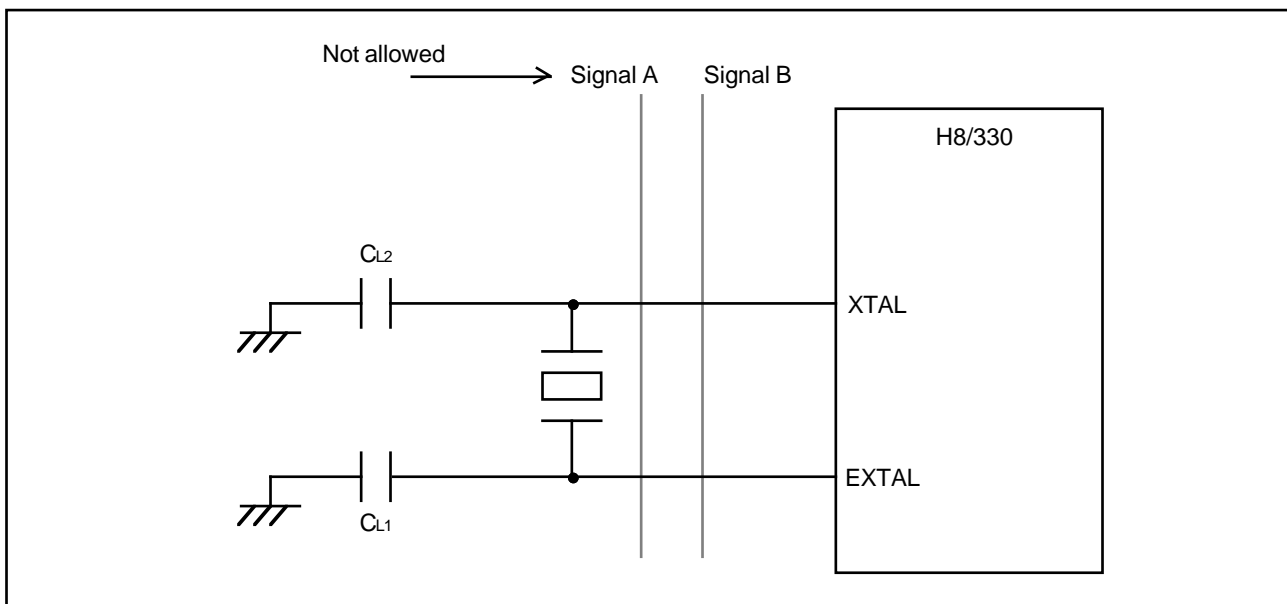 Not allowed
Signal A
Signal B
H8/330
CL2
XTAL
EXTAL
CL1